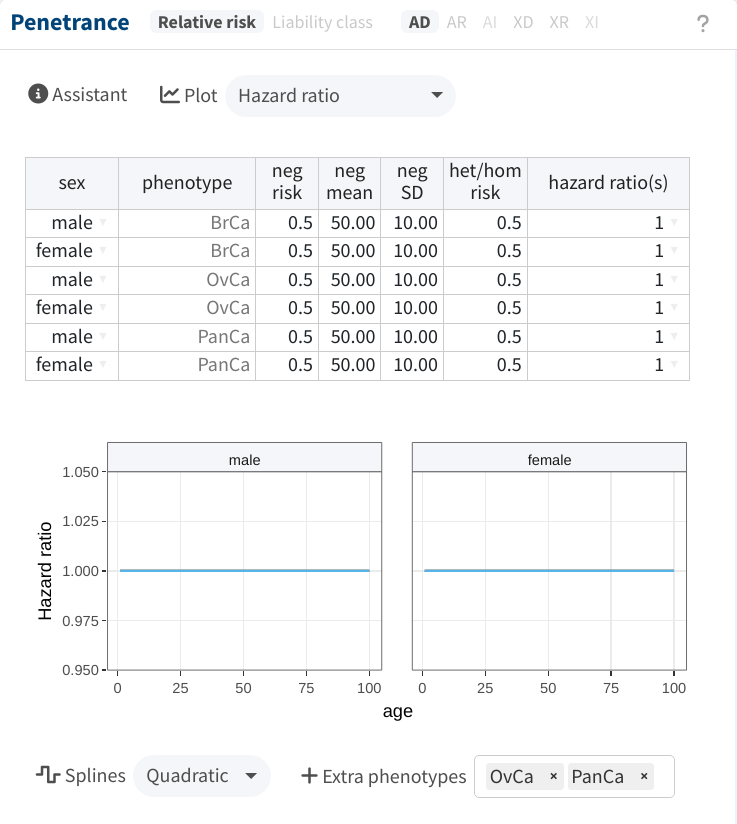 Penetrance Relative risk Liability class AD AR AI XD XR XI ?
Assistant Plot Hazard ratio
sex phenotype neg risk neg mean neg SD het/hom risk hazard ratio(s)
male BrCa 0.5 50.00 10.00 0.5 1
female BrCa 0.5 50.00 10.00 0.5 1
male OvCa 0.5 50.00 10.00 0.5 1
female OvCa 0.5 50.00 10.00 0.5 1
male PanCa 0.5 50.00 10.00 0.5 1
female PanCa 0.5 50.00 10.00 0.5 1
male female
Hazard ratio
1.050
1.025
1.000
0.975
0.950
0 25 50 75 100 0 25 50 75 100
age
Splines Quadratic + Extra phenotypes OvCa × PanCa ×